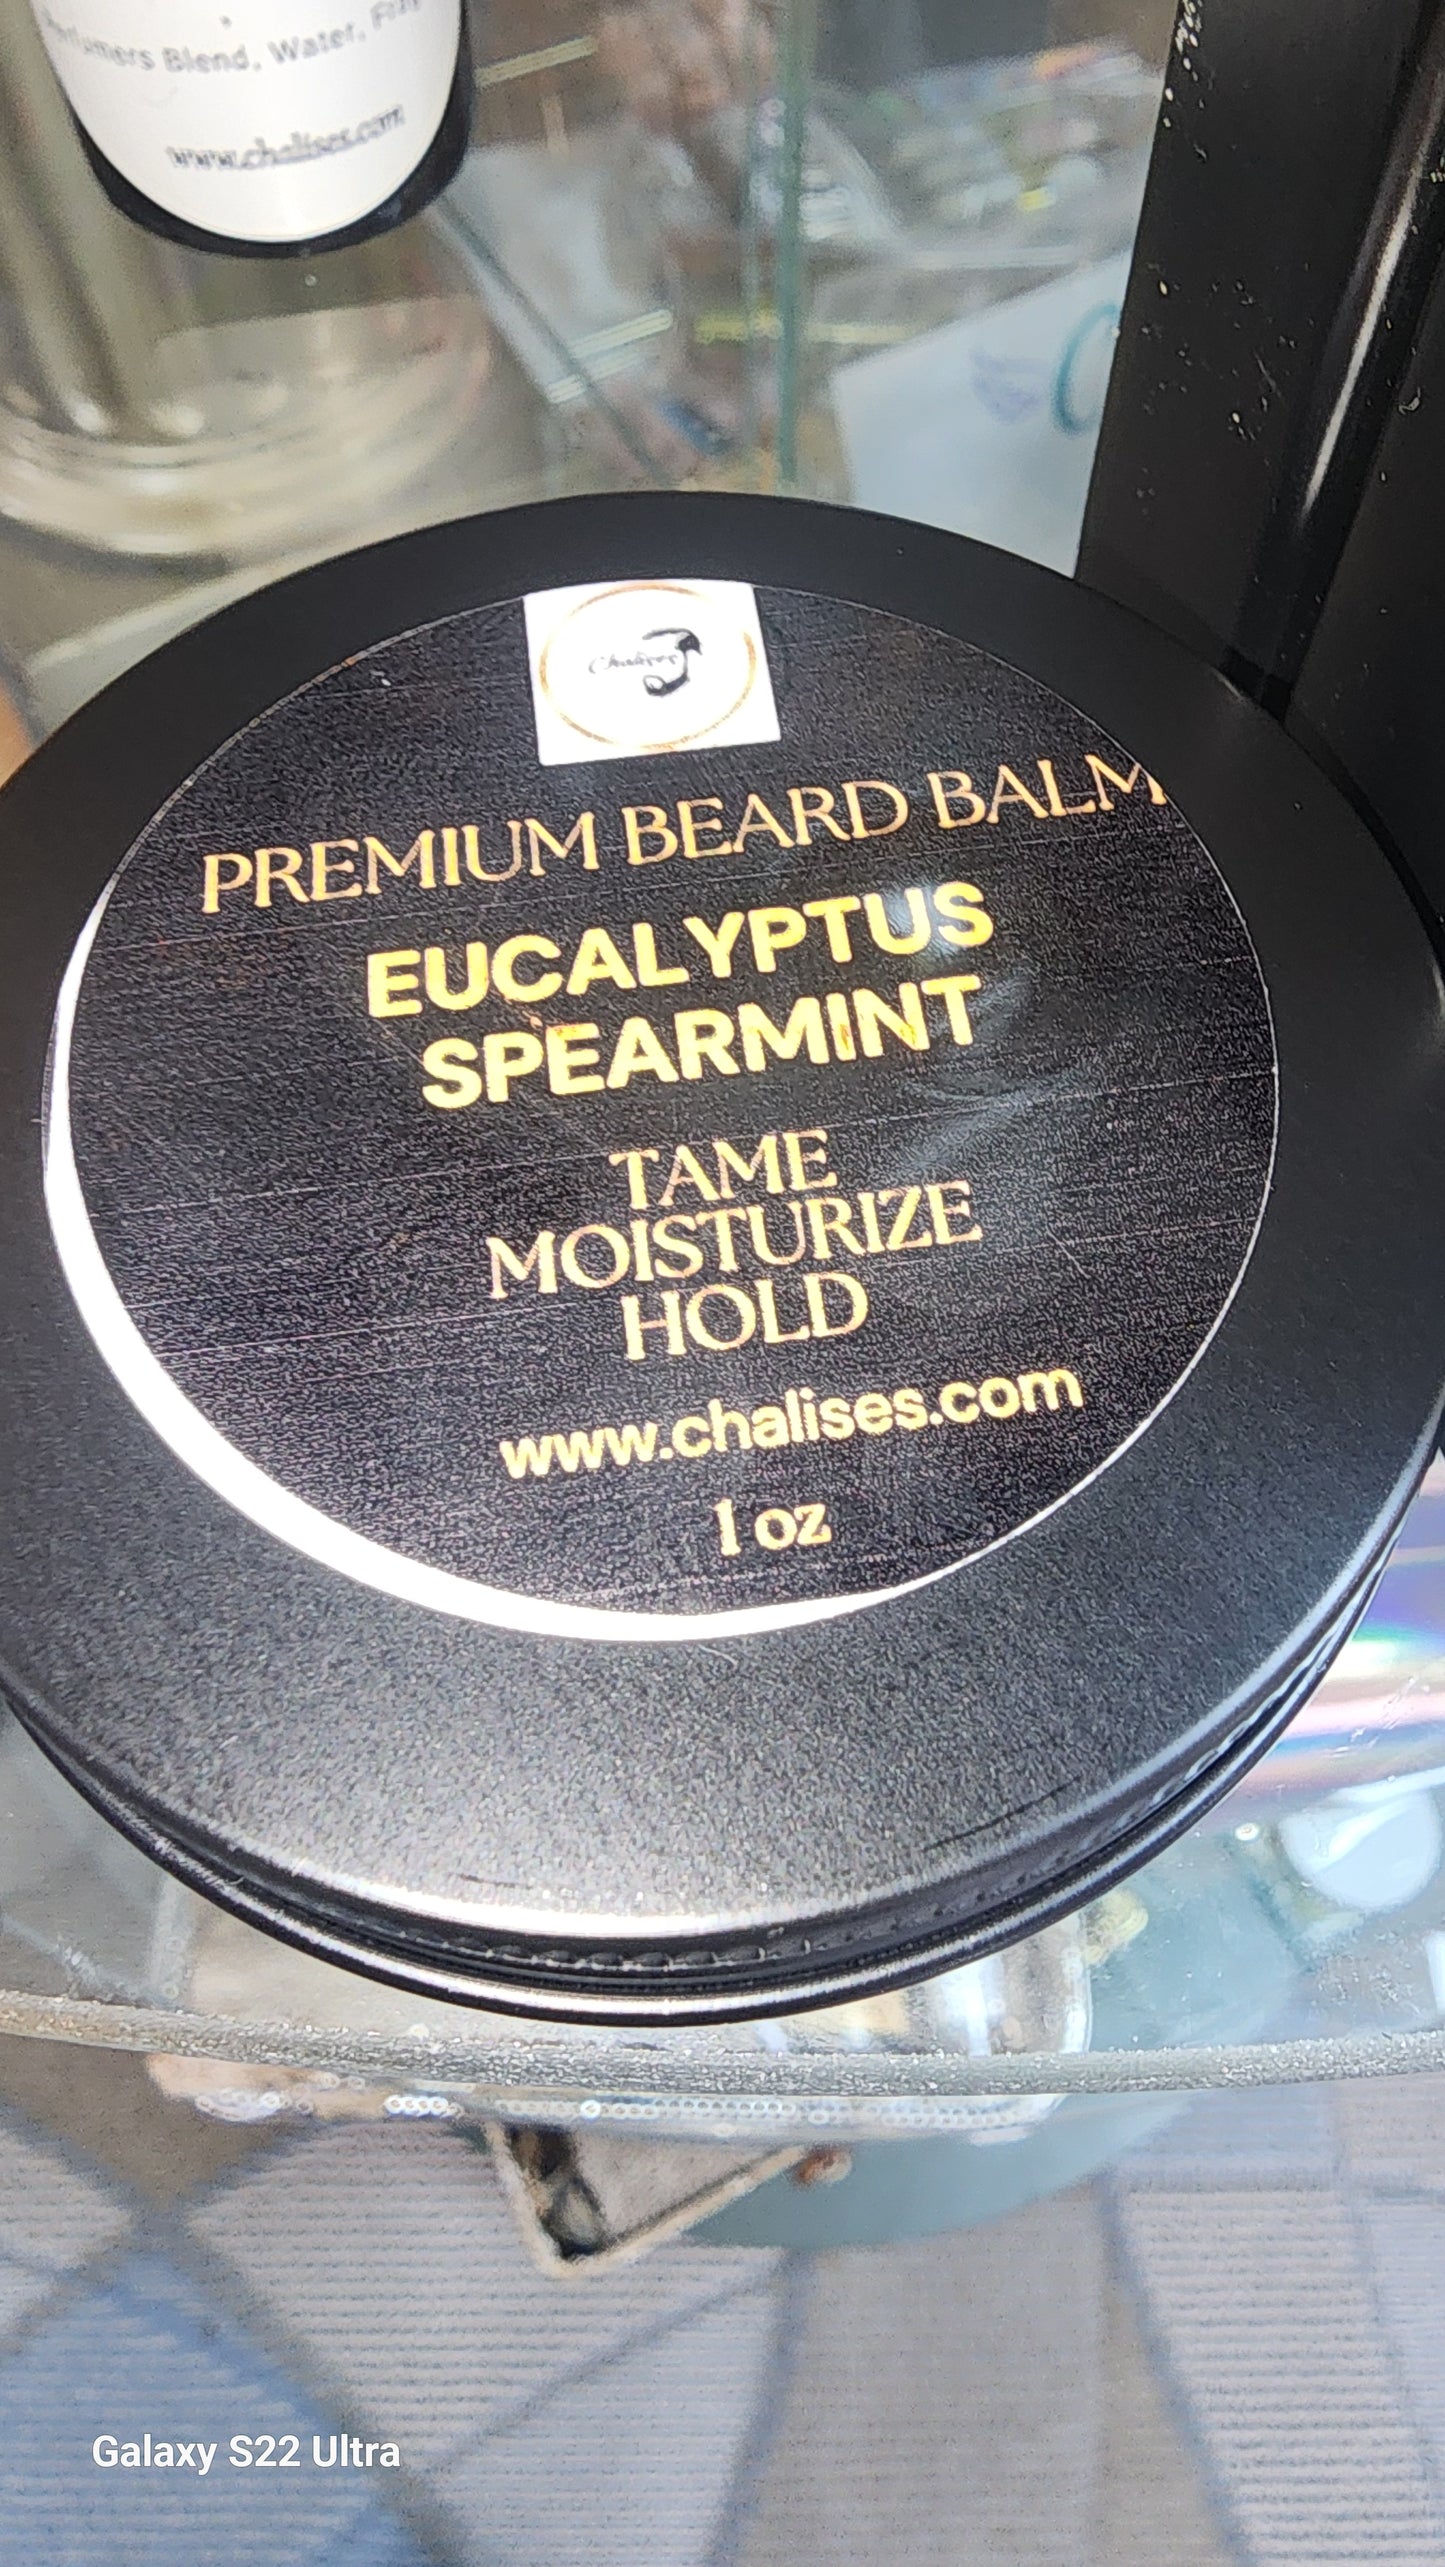 Perfumers Blend, Water,
www.chalises.com
Chalises
PREMIUM BEARD BALM
EUCALYPTUS
SPEARMINT
TAME
MOISTURIZE
HOLD
www.chalises.com
1 oz
Galaxy S22 Ultra